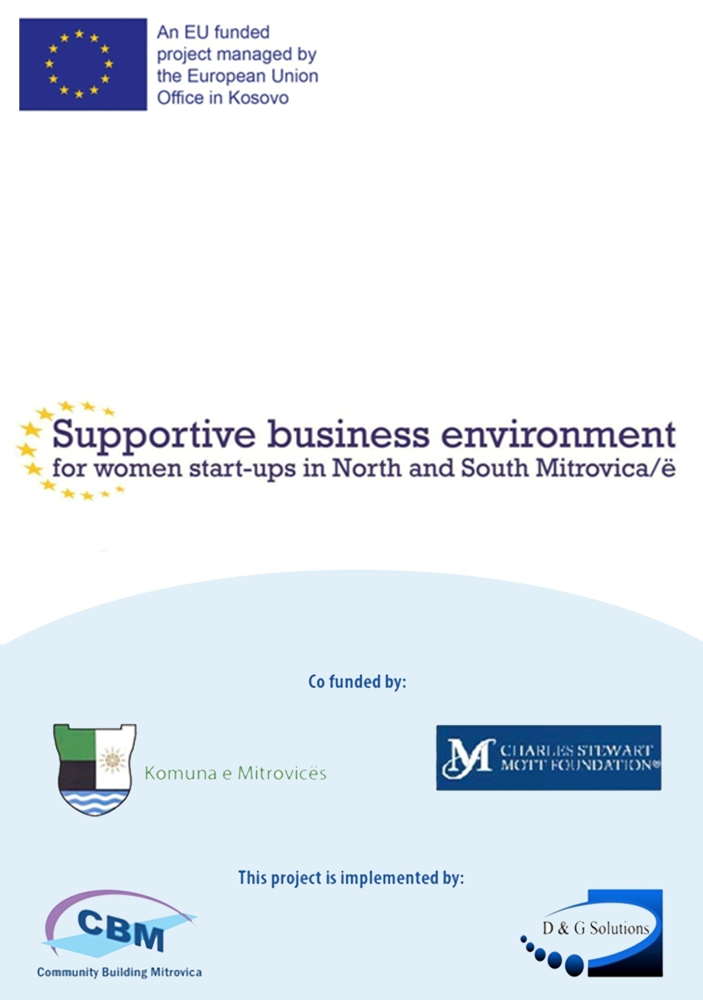 An EU funded
project managed by
the European Union
Office in Kosovo
Supportive business environment
for women start-ups in North and South Mitrovica/ë
Co funded by:
Komuna e Mitrovicës
CHARLES STEWART
MOTT FOUNDATION®
This project is implemented by:
CBM
Community Building Mitrovica
D & G Solutions